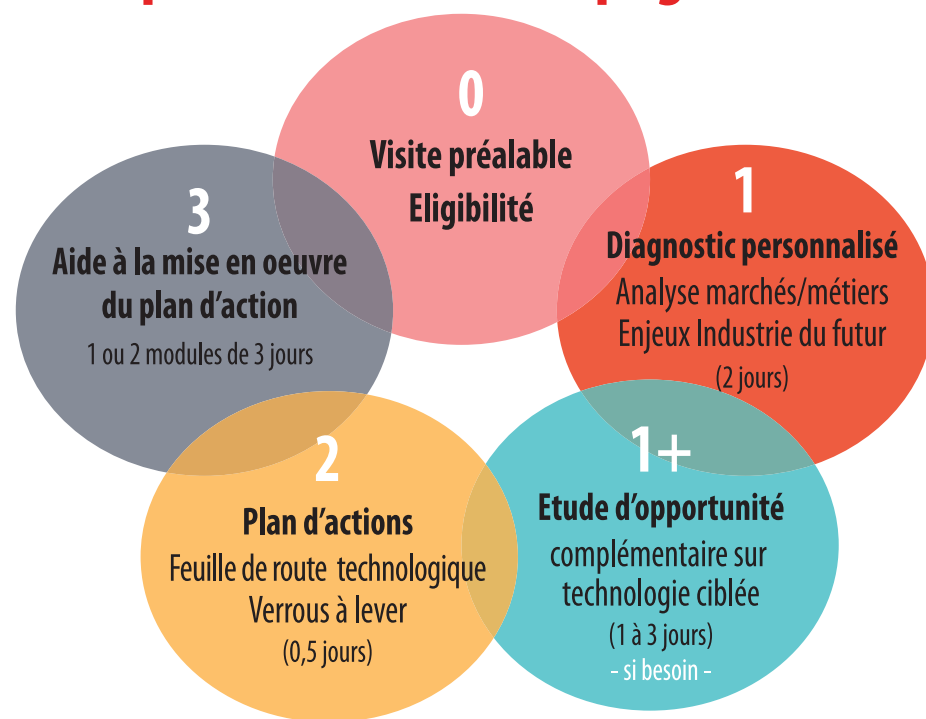 0
Visite préalable
Eligibilité
1
Diagnostic personnalisé
Analyse marchés/métiers
Enjeux Industrie du futur
(2 jours)
1+
Etude d'opportunité
complémentaire sur
technologie ciblée
(1 à 3 jours)
- si besoin -
2
Plan d'actions
Feuille de route technologique
Verrous à lever
(0,5 jours)
3
Aide à la mise en oeuvre
du plan d'action
1 ou 2 modules de 3 jours